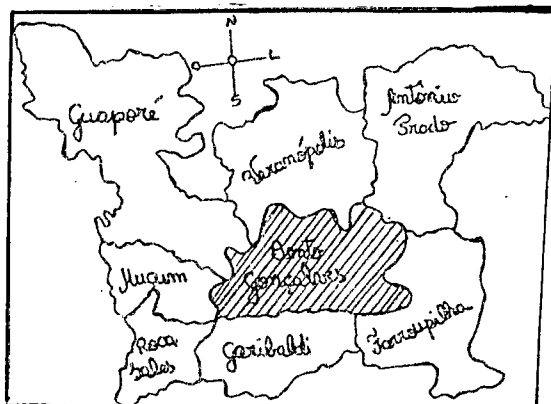 N
O
L
S
Guaporé
Veranópolis
Antônio
Prado
Bento
Gonçalves
Muçum
Roca
Sales
Garibaldi
Farroupilha